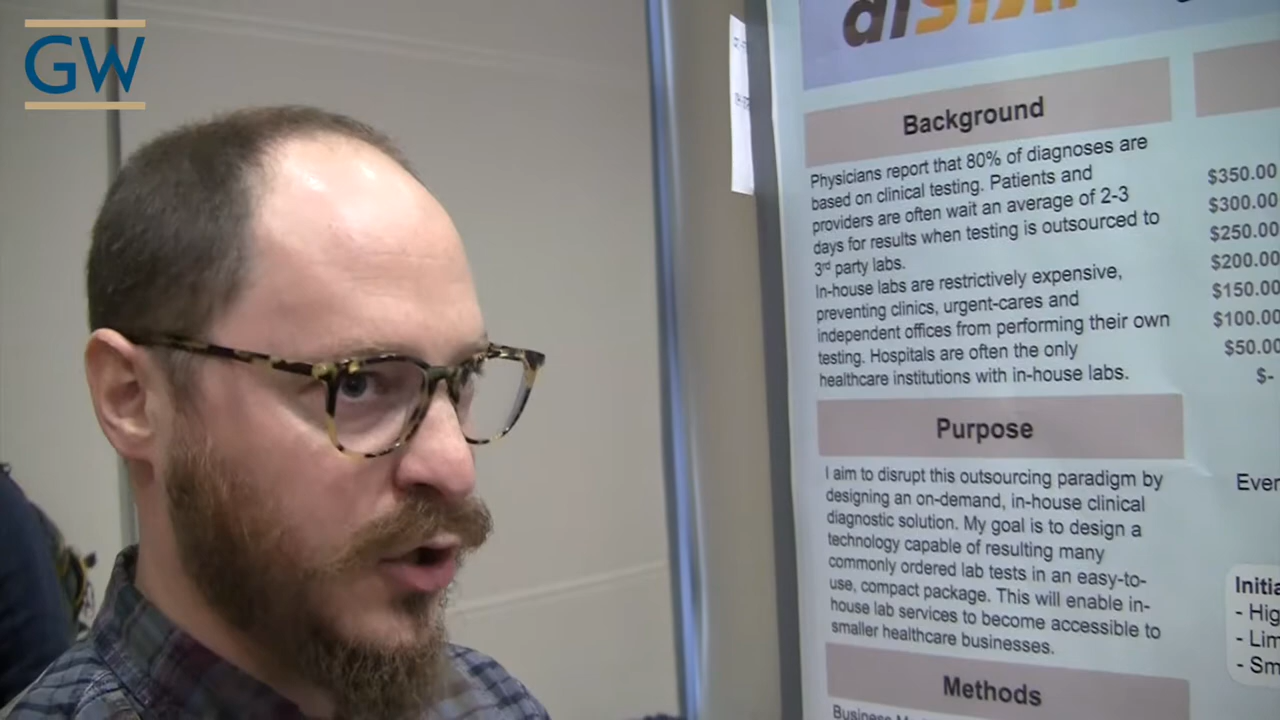 GW
Background
Physicians report that 80% of diagnoses are
based on clinical testing. Patients and
providers are often wait an average of 2-3
days for results when testing is outsourced to
3rd party labs.
In-house labs are restrictively expensive,
preventing clinics, urgent-cares and
independent offices from performing their own
testing. Hospitals are often the only
healthcare institutions with in-house labs.
Purpose
I aim to disrupt this outsourcing paradigm by
designing an on-demand, in-house clinical
diagnostic solution. My goal is to design a
technology capable of resulting many
commonly ordered lab tests in an easy-to-
use, compact package. This will enable in-
house lab services to become accessible to
smaller healthcare businesses.
Methods
Business
$350.00
$300.00
$250.00
$200.00
$150.00
$100.00
$50.00
$-
Ever
Initia
- Hig
- Lim
- Sm